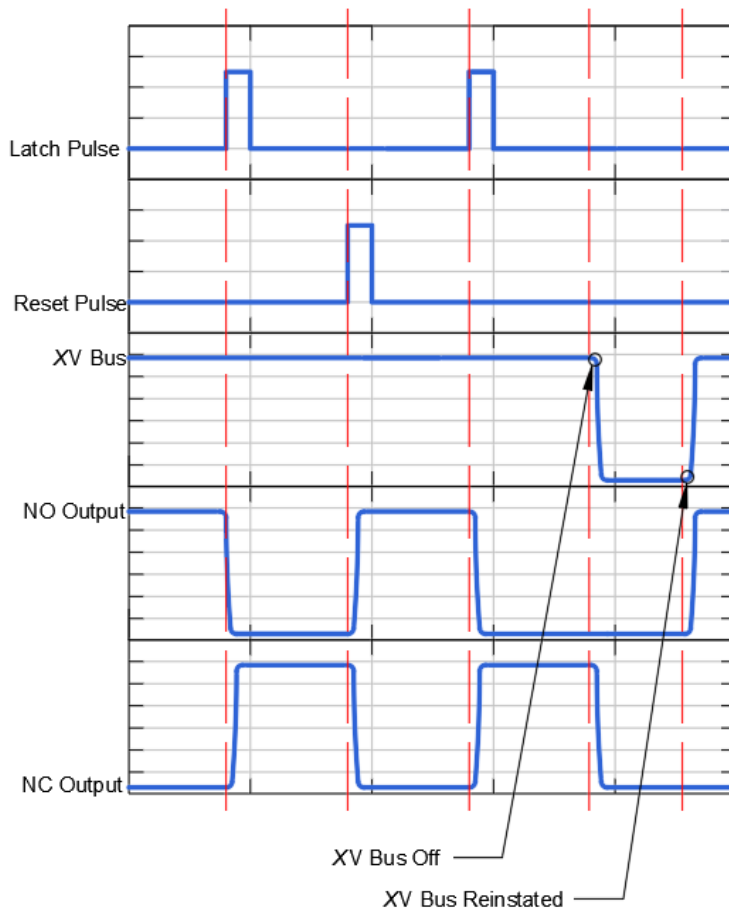 Latch Pulse
Reset Pulse
XV Bus
NO Output
NC Output
XV Bus Off
XV Bus Reinstated